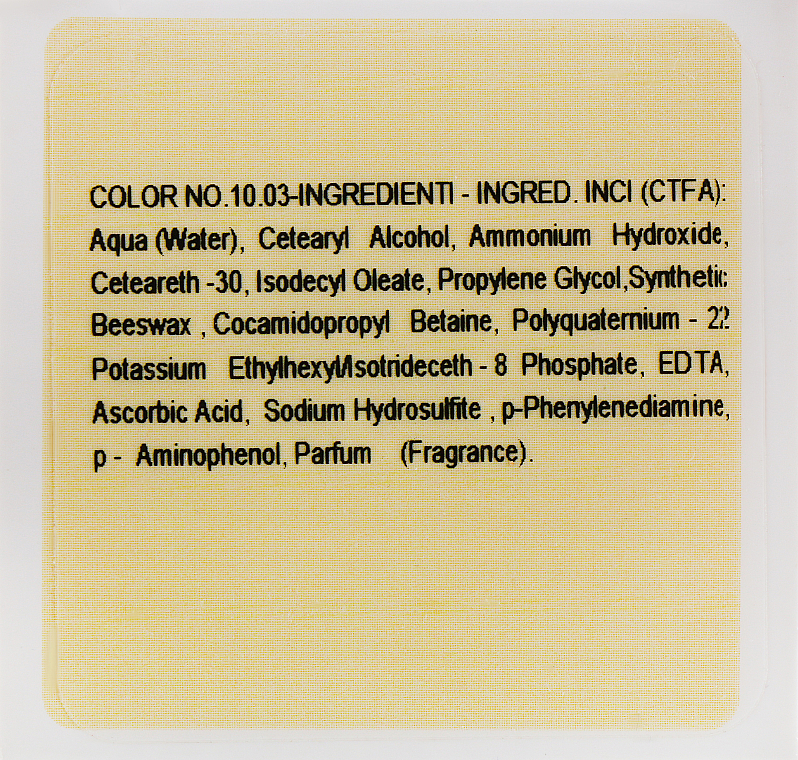 COLOR NO.10.03-INGREDIENTI - INGRED. INCI (CTFA):
Aqua (Water), Cetearyl Alcohol, Ammonium Hydroxide,
Ceteareth -30, Isodecyl Oleate, Propylene Glycol,Synthetic
Beeswax , Cocamidopropyl Betaine, Polyquaternium - 22
Potassium Ethylhexyl/Isotrideceth - 8 Phosphate, EDTA,
Ascorbic Acid, Sodium Hydrosulfite , p-Phenylenediamine,
p - Aminophenol, Parfum (Fragrance).